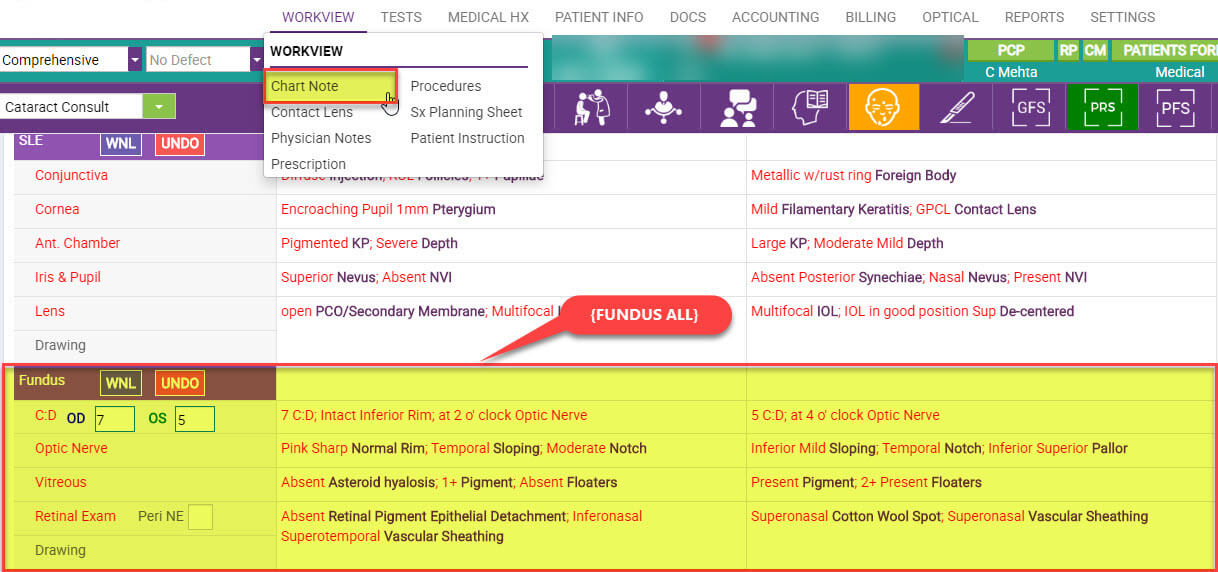 WORKVIEW TESTS MEDICAL HX PATIENT INFO DOCS ACCOUNTING BILLING OPTICAL REPORTS SETTINGS
WORKVIEW
Chart Note Procedures
Contact Lens Sx Planning Sheet
Physician Notes Patient Instruction
Prescription
Comprehensive No Defect
PCP RP CM PATIENTS FOR
C Mehta Medical
Cataract Consult
GFS PRS PFS
SLE WNL UNDO
Conjunctiva Metallic w/rust ring Foreign Body
Cornea Encroaching Pupil 1mm Pterygium Mild Filamentary Keratitis; GPCL Contact Lens
Ant. Chamber Pigmented KP; Severe Depth Large KP; Moderate Mild Depth
Iris & Pupil Superior Nevus; Absent NVI Absent Posterior Synechiae; Nasal Nevus; Present NVI
Lens open PCO/Secondary Membrane; Multifocal Multifocal IOL; IOL in good position Sup De-centered
{FUNDUS ALL}
Drawing
Fundus WNL UNDO
C:D OD 7 OS 5 7 C:D; Intact Inferior Rim; at 2 o' clock Optic Nerve 5 C:D; at 4 o' clock Optic Nerve
Optic Nerve Pink Sharp Normal Rim; Temporal Sloping; Moderate Notch Inferior Mild Sloping; Temporal Notch; Inferior Superior Pallor
Vitreous Absent Asteroid hyalosis; 1+ Pigment; Absent Floaters Present Pigment; 2+ Present Floaters
Retinal Exam Peri NE Absent Retinal Pigment Epithelial Detachment; Inferonasal Superonasal Cotton Wool Spot; Superonasal Vascular Sheathing
Superotemporal Vascular Sheathing
Drawing